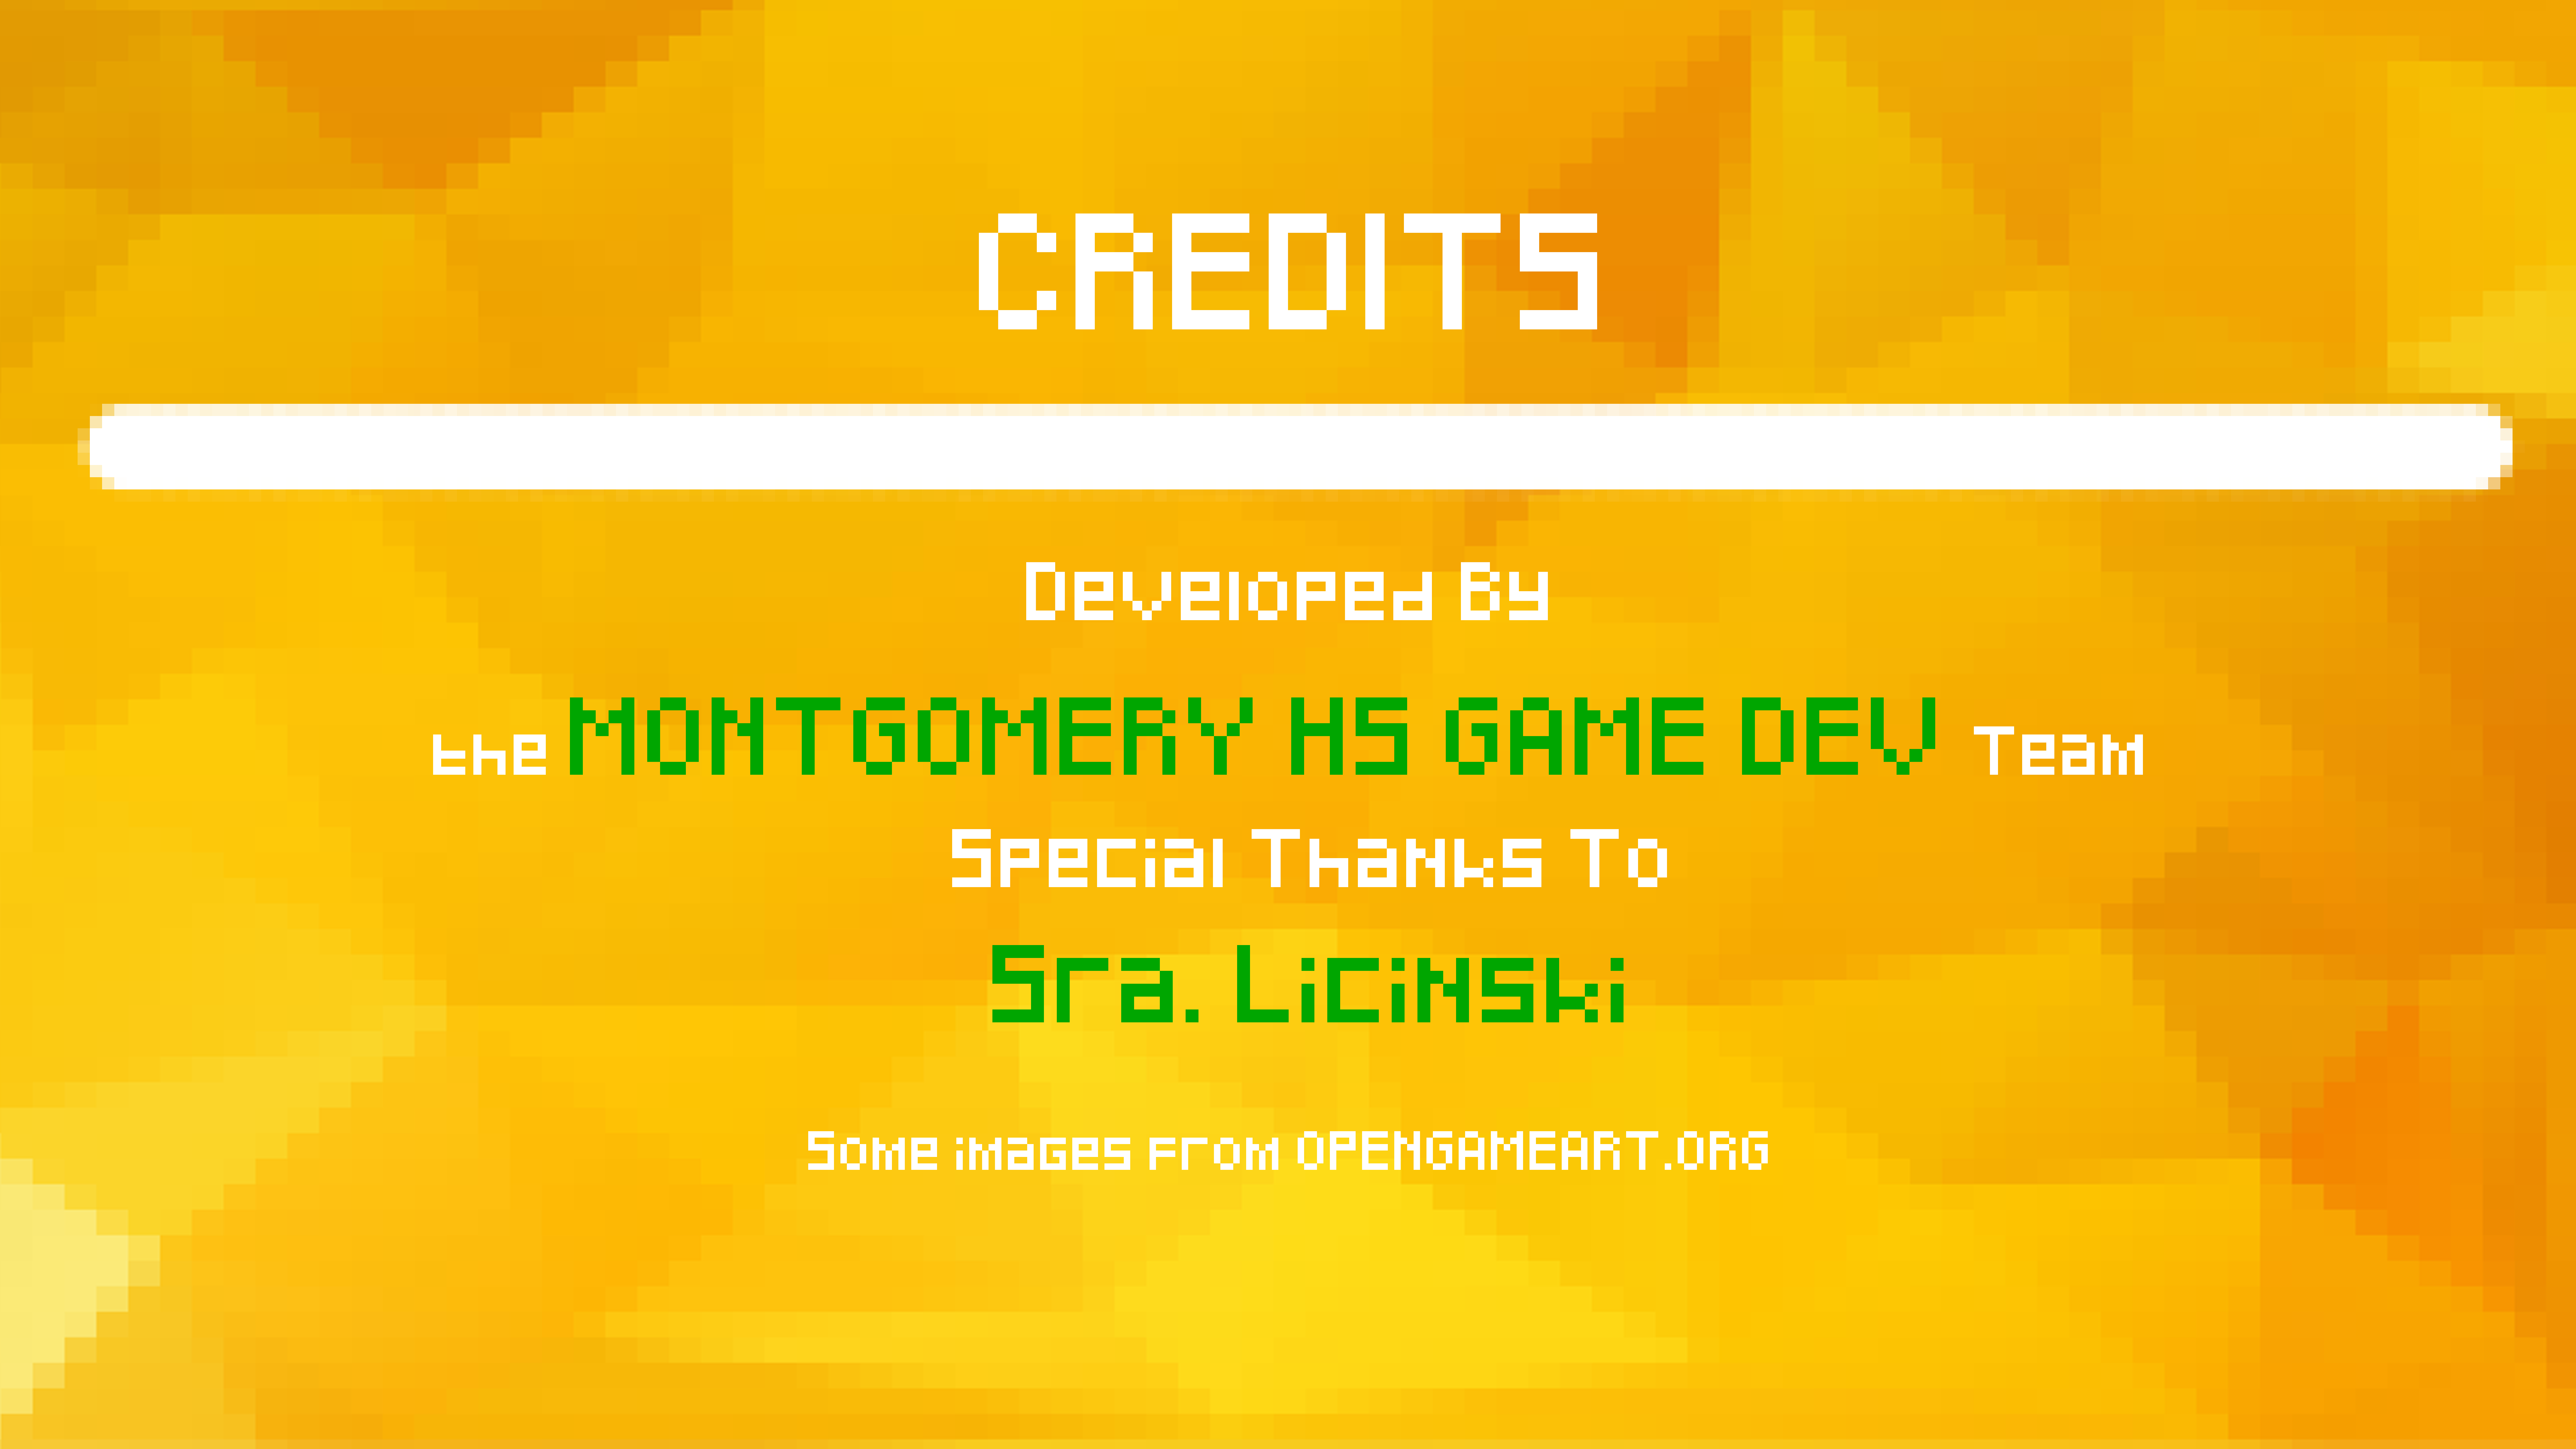 CREDITS
Developed By
the MONTGOMERY HS GAME DEV Team
Special Thanks To
Sra. Licinski
Some images from OPENGAMEART.ORG